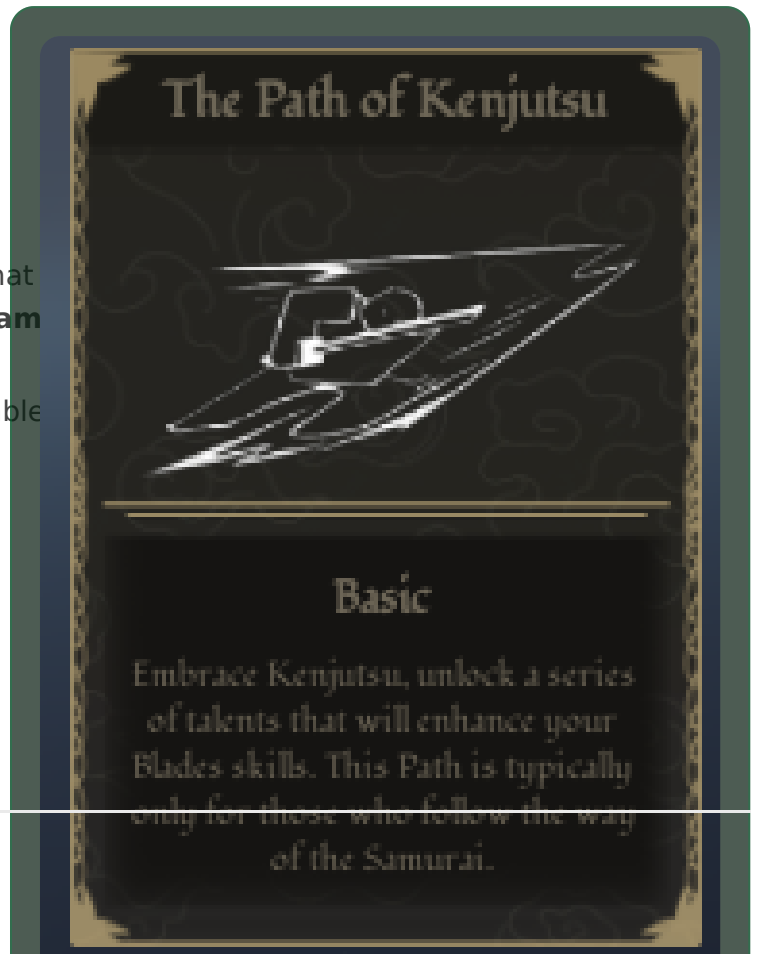 The Path of Kenjutsu
hat
am
ble
Basic
Embrace Kenjutsu, unlock a series
of talents that will enhance your
Blades skills. This Path is typically
only for those who follow the way
of the Samurai.